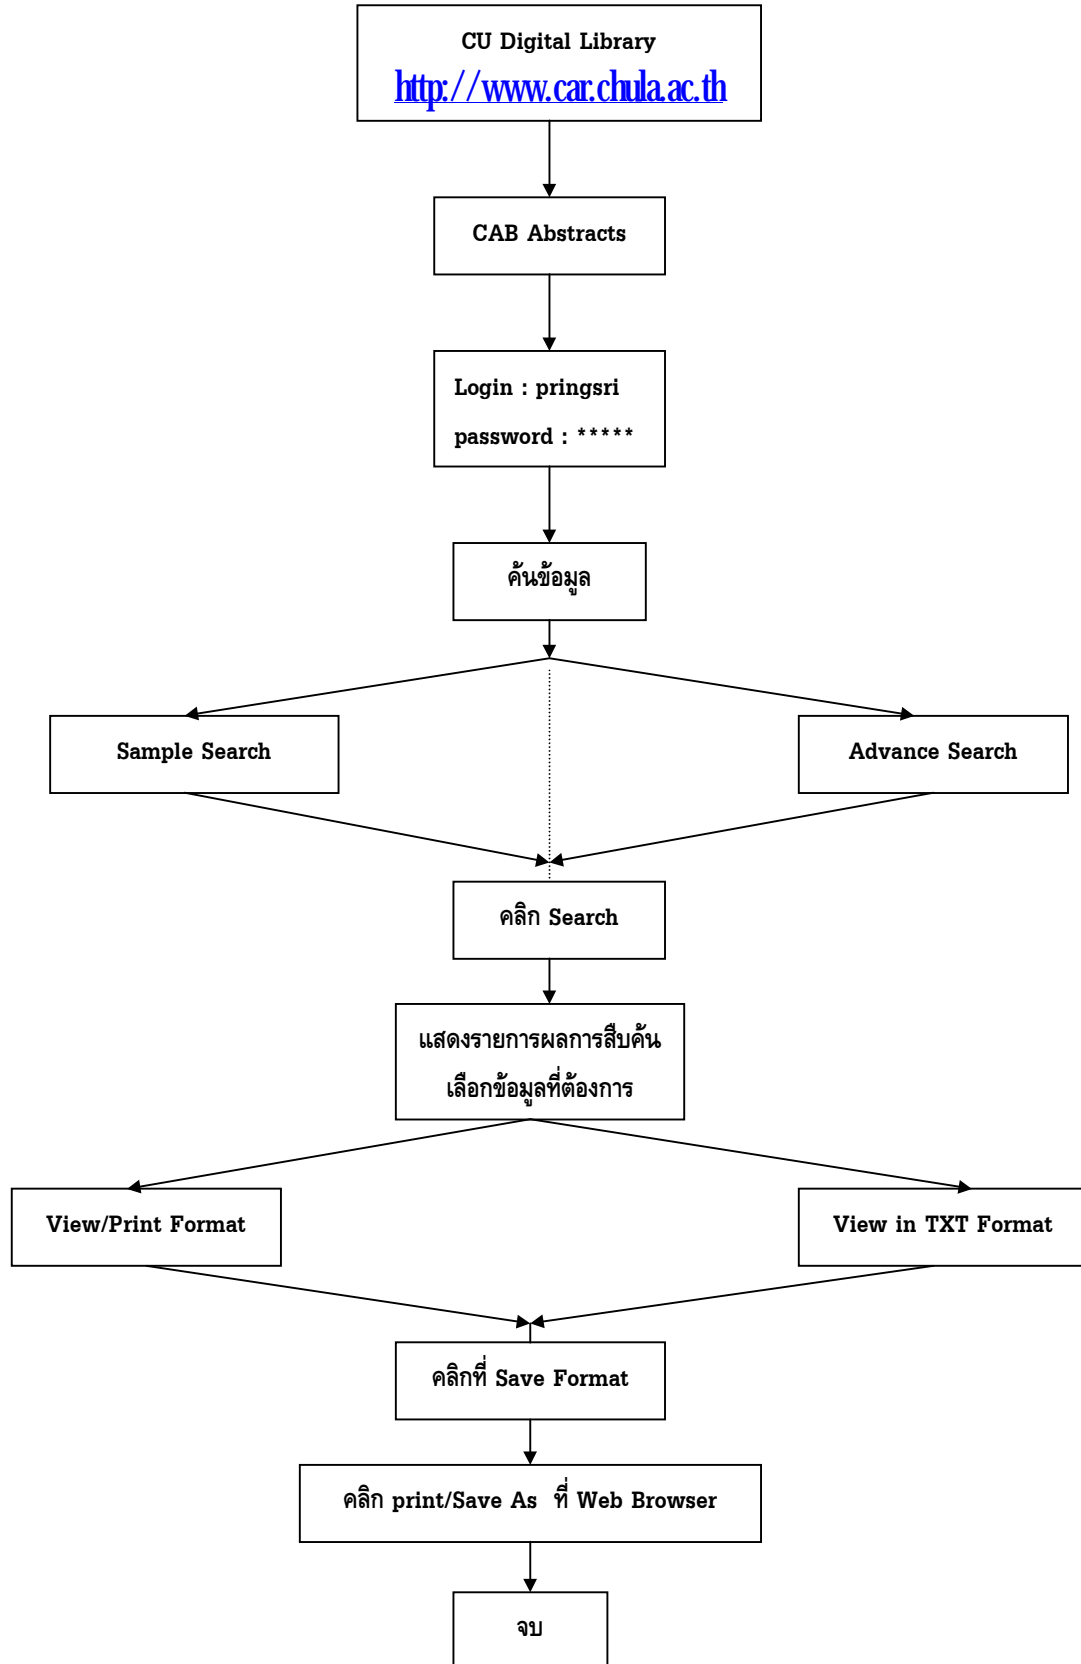 CU Digital Library
http://www.car.chula.ac.th
CAB Abstracts
Login : pringsri
password : *****
ค้นข้อมูล
Sample Search
Advance Search
คลิก Search
แสดงรายการผลการสืบค้น
เลือกข้อมูลที่ต้องการ
View/Print Format
View in TXT Format
คลิกที่ Save Format
คลิก print/Save As ที่ Web Browser
จบ